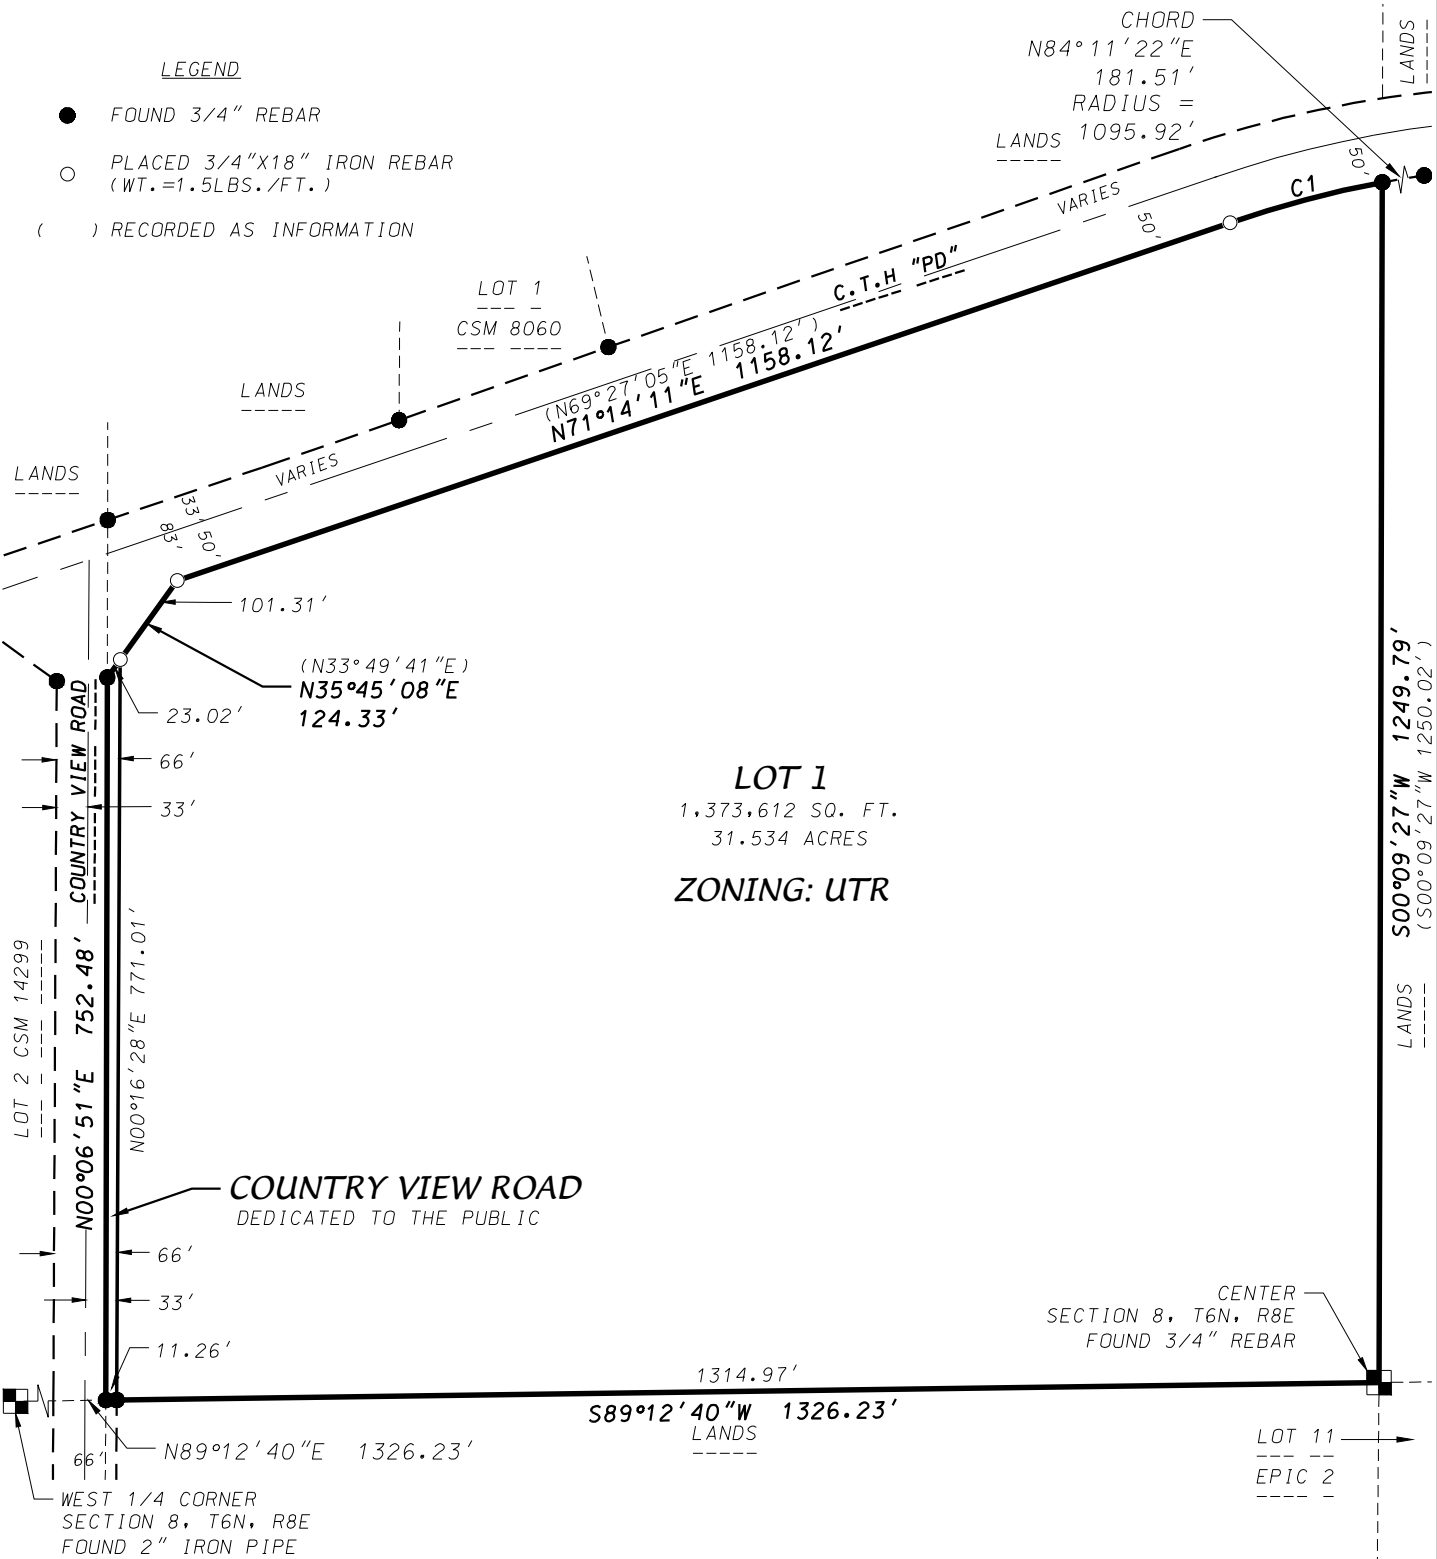 CHORD
N84°11'22"E
181.51'
RADIUS =
1095.92'
LANDS
LEGEND
FOUND 3/4" REBAR
PLACED 3/4"X18" IRON REBAR
(WT.=1.5LBS./FT.)
( ) RECORDED AS INFORMATION
LANDS
50'
C1
VARIES
50'
C.T.H "PD"
LOT 1
CSM 8060
(N69°27'05"E 1158.12')
N71°14'11"E 1158.12'
LANDS
VARIES
LANDS
33'
50'
83'
101.31'
(N33°49'41"E)
N35°45'08"E
124.33'
23.02'
66'
33'
COUNTRY VIEW ROAD
LOT 1
1,373,612 SQ. FT.
31.534 ACRES
ZONING: UTR
S00°09'27"W 1249.79'
(S00°09'27"W 1250.02')
LANDS
LOT 2 CSM 14299
N00°06'51"E 752.48'
N00°16'28"E 771.01'
COUNTRY VIEW ROAD
DEDICATED TO THE PUBLIC
66'
33'
11.26'
CENTER
SECTION 8, T6N, R8E
FOUND 3/4" REBAR
1314.97'
S89°12'40"W 1326.23'
LANDS
N89°12'40"E 1326.23'
66'
LOT 11
EPIC 2
WEST 1/4 CORNER
SECTION 8, T6N, R8E
FOUND 2" IRON PIPE